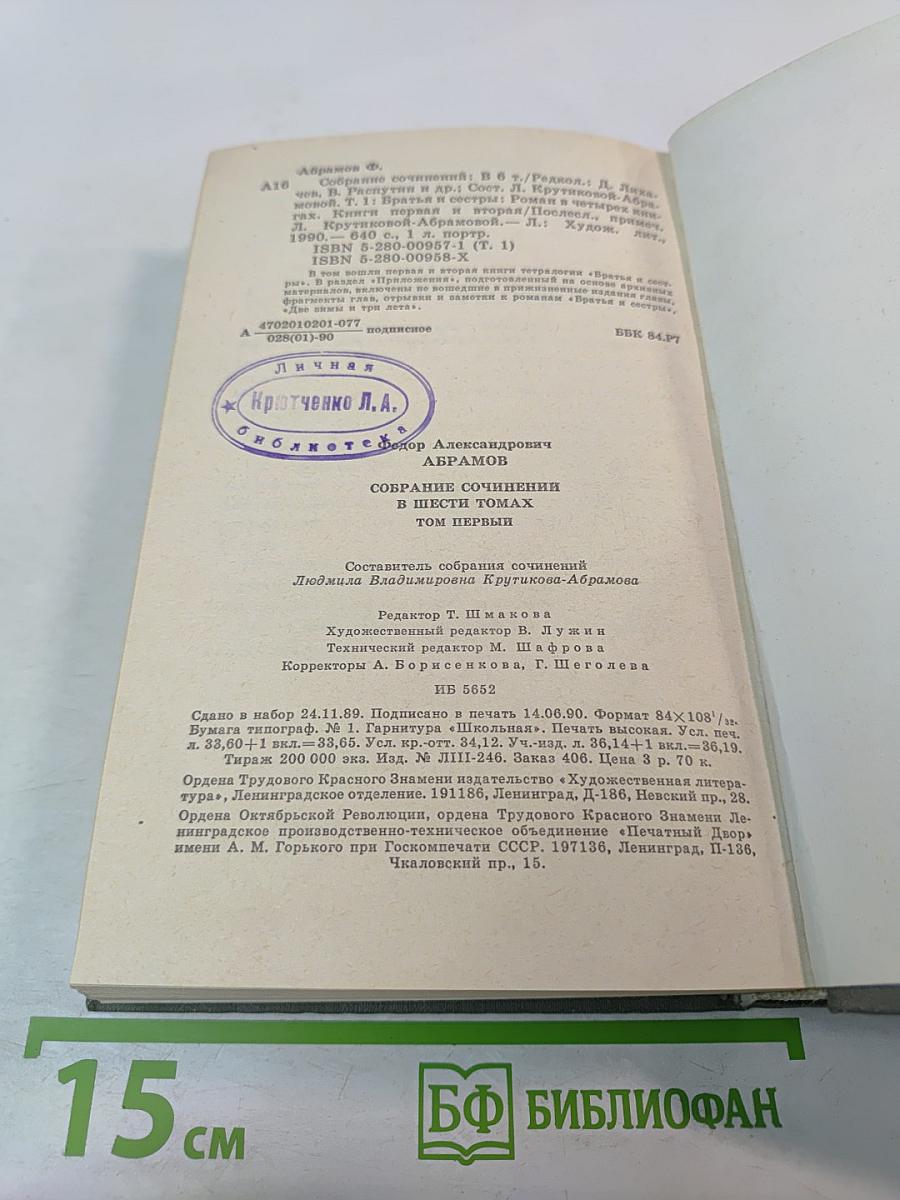 Абрамов Ф.
А16 Собрание сочинений: В 6 т./Редкол.: Д. Лиха-
чев, В. Распутин и др.; Сост. Л. Крутиковой-Абра-
мовой. Т. 1: Братья и сестры: Роман в четырех кни-
гах. Книги первая и вторая/Послесл., примеч.
Л. Крутиковой-Абрамовой.— Л.: Худож. лит.,
1990.— 640 с., 1 л. портр.
ISBN 5-280-00957-1 (Т. 1)
ISBN 5-280-00958-X
В том вошли первая и вторая книги тетралогии «Братья и сест-
ры». В раздел «Приложения», подготовленный на основе архивных
материалов, включены не вошедшие в прижизненные издания главы,
фрагменты глав, отрывки и заметки к романам «Братья и сестры»,
«Две зимы и три лета».
А 4702010201-077 подписное
028(01)-90
ББК 84.Р7
Личная
Крютченко Л.А.
библиотека
Федор Александрович
АБРАМОВ
СОБРАНИЕ СОЧИНЕНИЙ
В ШЕСТИ ТОМАХ
ТОМ ПЕРВЫЙ
Составитель собрания сочинений
Людмила Владимировна Крутикова-Абрамова
Редактор Т. Шмакова
Художественный редактор В. Лужин
Технический редактор М. Шафрова
Корректоры А. Борисенкова, Г. Щеголева
ИБ 5652
Сдано в набор 24.11.89. Подписано в печать 14.06.90. Формат 84×108¹/₃₂.
Бумага типограф. № 1. Гарнитура «Школьная». Печать высокая. Усл. печ.
л. 33,60+1 вкл.=33,65. Усл. кр.-отт. 34,12. Уч.-изд. л. 36,14+1 вкл.=36,19.
Тираж 200 000 экз. Изд. № ЛIII-246. Заказ 406. Цена 3 р. 70 к.
Ордена Трудового Красного Знамени издательство «Художественная литера-
тура», Ленинградское отделение. 191186, Ленинград, Д-186, Невский пр., 28.
Ордена Октябрьской Революции, ордена Трудового Красного Знамени Ле-
нинградское производственно-техническое объединение «Печатный Двор»
имени А. М. Горького при Госкомпечати СССР. 197136, Ленинград, П-136,
Чкаловский пр., 15.
15 см
БФ БИБЛИОФАН